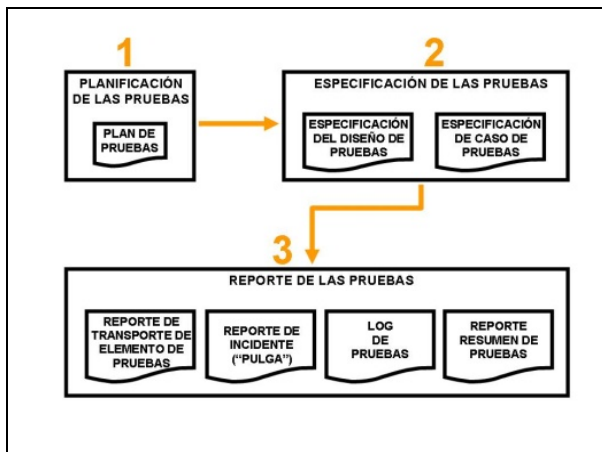 1
PLANIFICACIÓN
DE LAS PRUEBAS
PLAN DE
PRUEBAS
2
ESPECIFICACIÓN DE LAS PRUEBAS
ESPECIFICACIÓN
DEL DISEÑO DE
PRUEBAS
ESPECIFICACIÓN
DE CASO DE
PRUEBAS
3
REPORTE DE LAS PRUEBAS
REPORTE DE
TRANSPORTE DE
ELEMENTO DE
PRUEBAS
REPORTE DE
INCIDENTE
("PULGA")
LOG
DE
PRUEBAS
REPORTE
RESUMEN DE
PRUEBAS